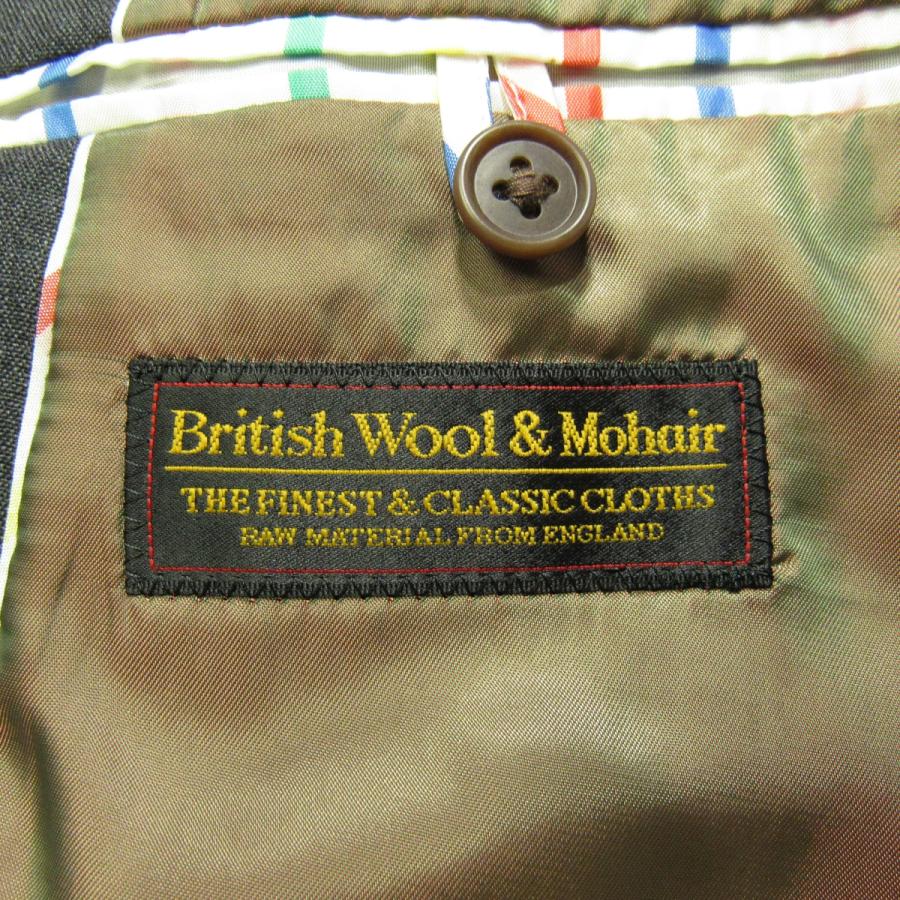 British Wool & Mohair
THE FINEST & CLASSIC CLOTHS
RAW MATERIAL FROM ENGLAND